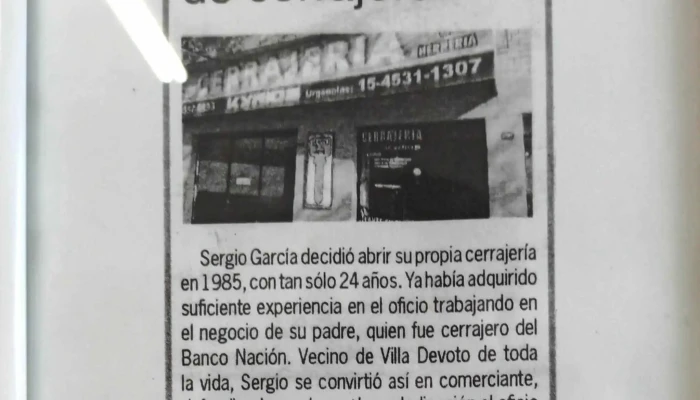 CERRAJERIA
HERRERIA
Urgencias: 15-4531-1307
CERRAJERIA
Sergio García decidió abrir su propia cerrajería
en 1985, con tan sólo 24 años. Ya había adquirido
suficiente experiencia en el oficio trabajando en
el negocio de su padre, quien fue cerrajero del
Banco Nación. Vecino de Villa Devoto de toda
la vida, Sergio se convirtió así en comerciante,